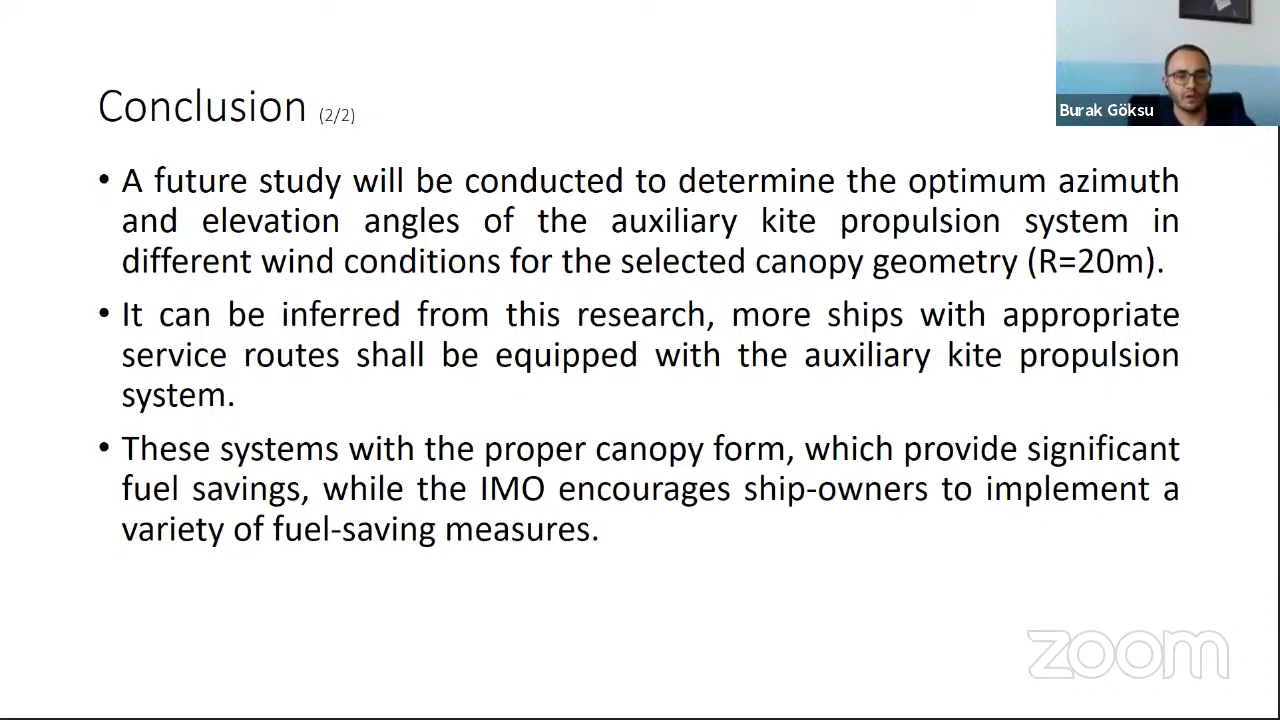 Conclusion (2/2)
Burak Göksu
• A future study will be conducted to determine the optimum azimuth
and elevation angles of the auxiliary kite propulsion system in
different wind conditions for the selected canopy geometry (R=20m).
• It can be inferred from this research, more ships with appropriate
service routes shall be equipped with the auxiliary kite propulsion
system.
• These systems with the proper canopy form, which provide significant
fuel savings, while the IMO encourages ship-owners to implement a
variety of fuel-saving measures.
zoom